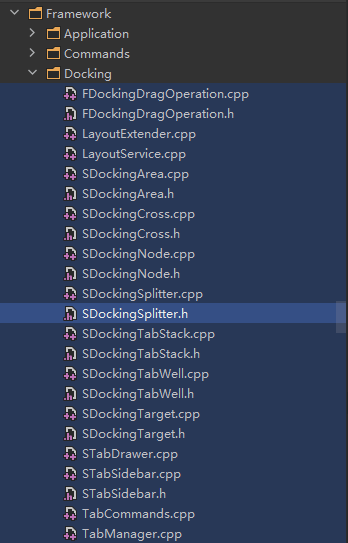 Framework
Application
Commands
Docking
FDockingDragOperation.cpp
FDockingDragOperation.h
LayoutExtender.cpp
LayoutService.cpp
SDockingArea.cpp
SDockingArea.h
SDockingCross.cpp
SDockingCross.h
SDockingNode.cpp
SDockingNode.h
SDockingSplitter.cpp
SDockingSplitter.h
SDockingTabStack.cpp
SDockingTabStack.h
SDockingTabWell.cpp
SDockingTabWell.h
SDockingTarget.cpp
SDockingTarget.h
STabDrawer.cpp
STabSidebar.cpp
STabSidebar.h
TabCommands.cpp
TabManager.cpp